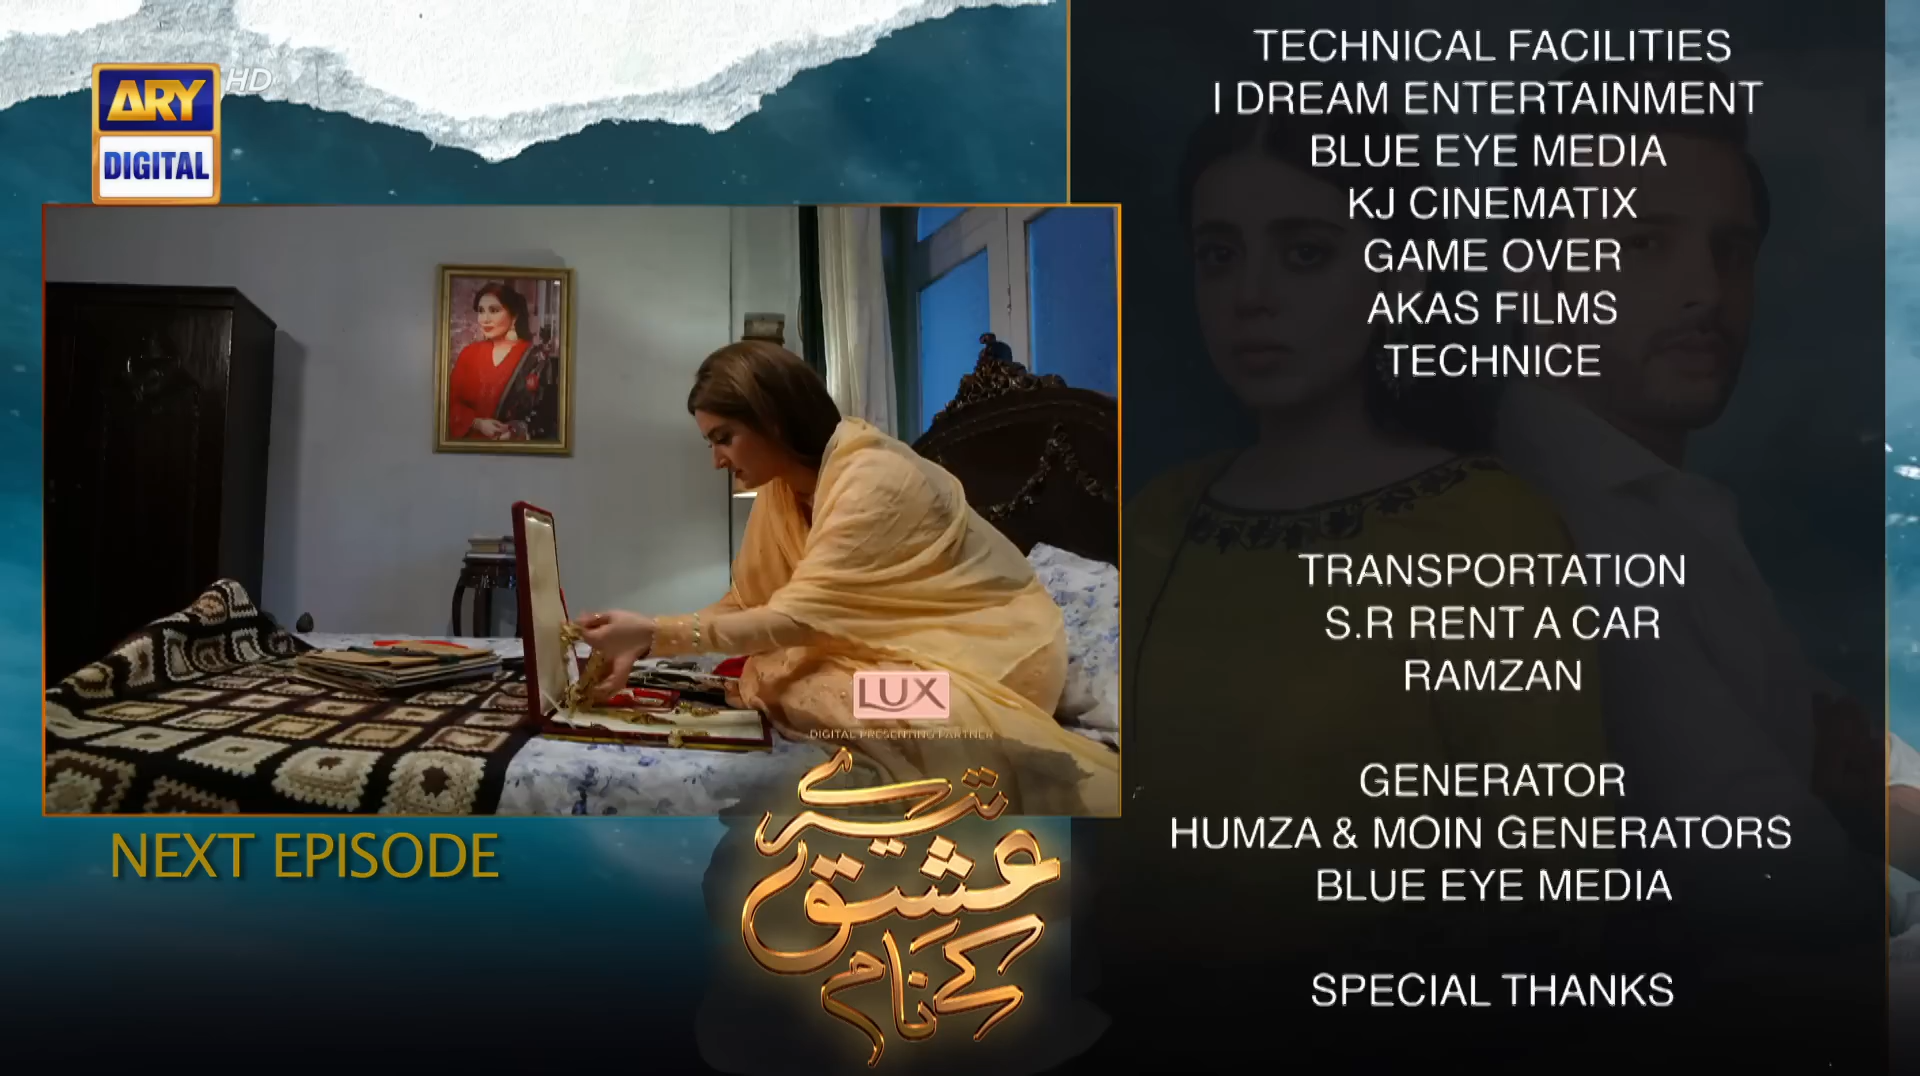 ARY HD
DIGITAL
LUX
DIGITAL PRESENTING PARTNER
NEXT EPISODE
تیرے
عشق
کے نام
TECHNICAL FACILITIES
I DREAM ENTERTAINMENT
BLUE EYE MEDIA
KJ CINEMATIX
GAME OVER
AKAS FILMS
TECHNICE
TRANSPORTATION
S.R RENT A CAR
RAMZAN
GENERATOR
HUMZA & MOIN GENERATORS
BLUE EYE MEDIA
SPECIAL THANKS